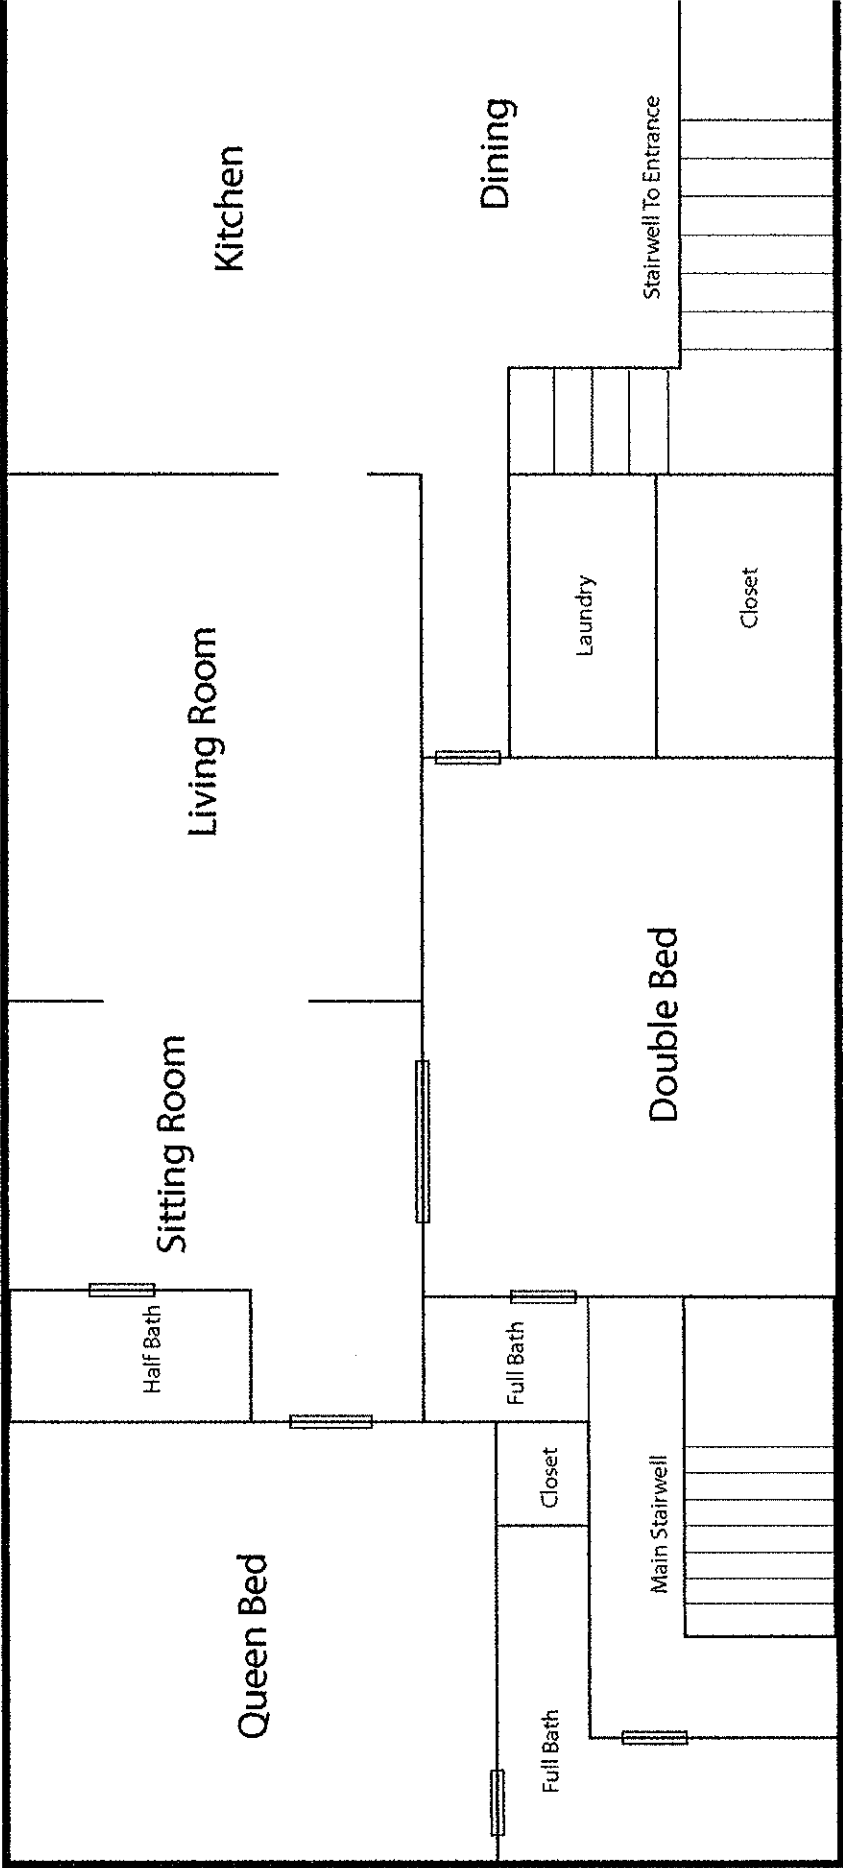 Kitchen
Dining
Stairwell To Entrance
Living Room
Laundry
Closet
Sitting Room
Double Bed
Half Bath
Full Bath
Closet
Main Stairwell
Queen Bed
Full Bath